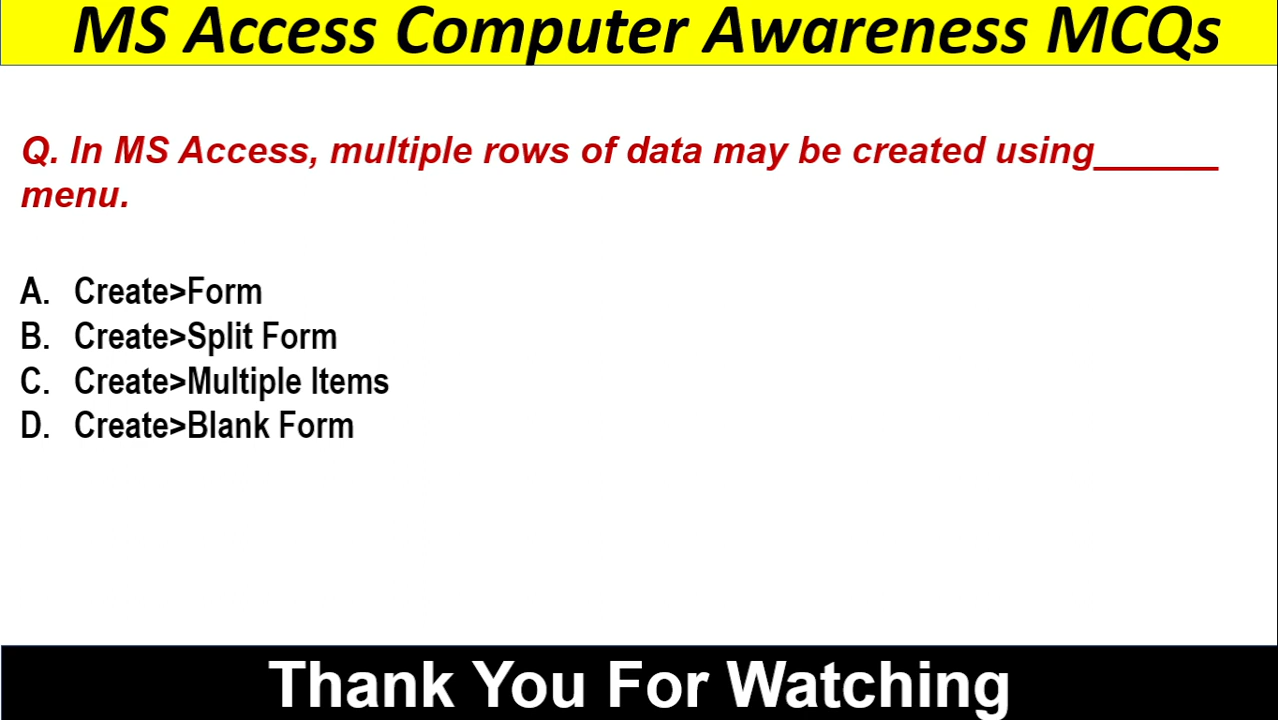 MS Access Computer Awareness MCQs
Q. In MS Access, multiple rows of data may be created using______
menu.
A. Create>Form
B. Create>Split Form
C. Create>Multiple Items
D. Create>Blank Form
Thank You For Watching